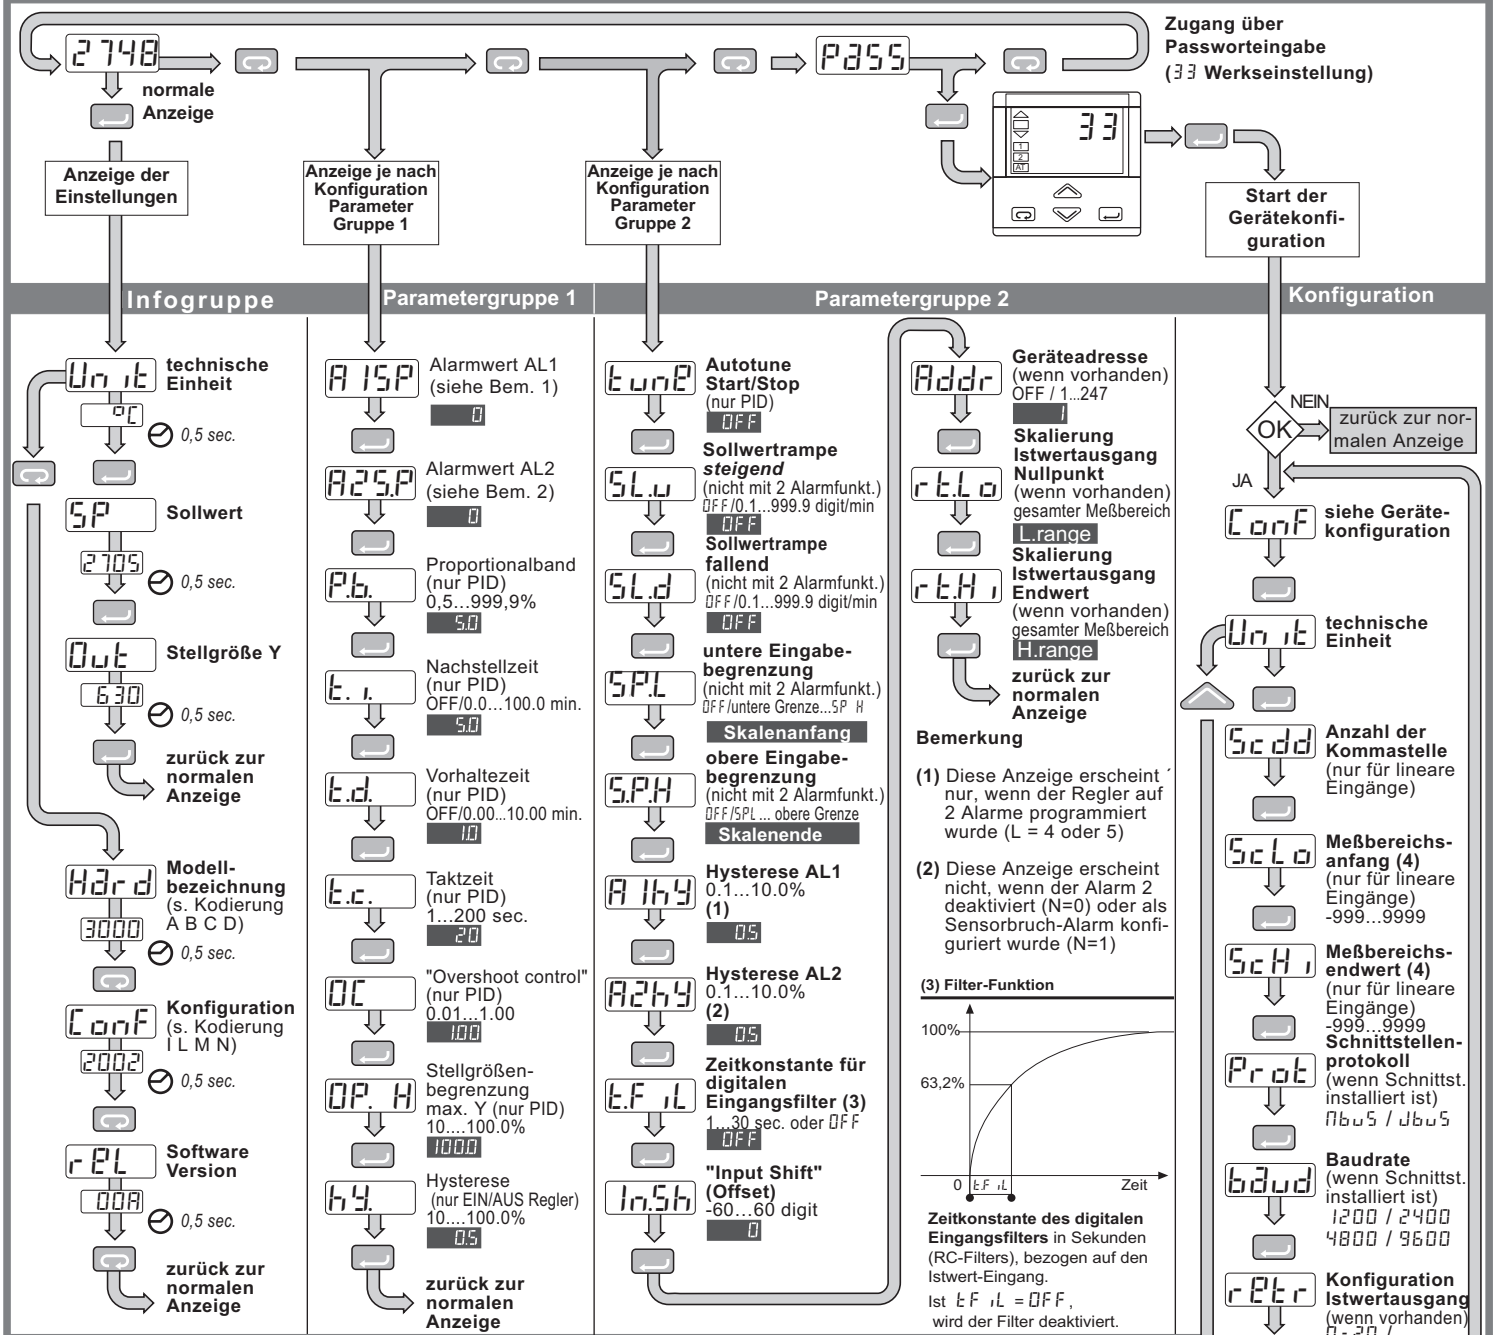 2748
normale
Anzeige
PASS
Zugang über
Passworteingabe
(33 Werkseinstellung)
33
1
2
AT
Anzeige der
Einstellungen
Anzeige je nach
Konfiguration
Parameter
Gruppe 1
Anzeige je nach
Konfiguration
Parameter
Gruppe 2
Start der
Gerätekonfi-
guration
Infogruppe
Unit
technische
Einheit
°C
0,5 sec.
SP
Sollwert
2705
0,5 sec.
Out
Stellgröße Y
630
0,5 sec.
zurück zur
normalen
Anzeige
Hard
Modell-
bezeichnung
(s. Kodierung
A B C D)
3000
0,5 sec.
Conf
Konfiguration
(s. Kodierung
I L M N)
2002
0,5 sec.
rEL
Software
Version
00A
0,5 sec.
zurück zur
normalen
Anzeige
Parametergruppe 1
A1SP
Alarmwert AL1
(siehe Bem. 1)
0
A2S.P
Alarmwert AL2
(siehe Bem. 2)
0
P.b.
Proportionalband
(nur PID)
0,5...999,9%
5.0
t.i.
Nachstellzeit
(nur PID)
OFF/0.0...100.0 min.
5.0
t.d.
Vorhaltezeit
(nur PID)
OFF/0.00...10.00 min.
1.0
t.c.
Taktzeit
(nur PID)
1...200 sec.
20
OC
"Overshoot control"
(nur PID)
0.01...1.00
1.00
OP. H
Stellgrößen-
begrenzung
max. Y (nur PID)
10....100.0%
100.0
hy.
Hysterese
(nur EIN/AUS Regler)
10....100.0%
0.5
zurück zur
normalen
Anzeige
Parametergruppe 2
tunE
Autotune
Start/Stop
(nur PID)
OFF
SL.u
Sollwertrampe
steigend
(nicht mit 2 Alarmfunkt.)
OFF/0.1...999.9 digit/min
OFF
SL.d
Sollwertrampe
fallend
(nicht mit 2 Alarmfunkt.)
OFF/0.1...999.9 digit/min
OFF
SP.L
untere Eingabe-
begrenzung
(nicht mit 2 Alarmfunkt.)
OFF/untere Grenze...SP H
Skalenanfang
S.P.H
obere Eingabe-
begrenzung
(nicht mit 2 Alarmfunkt.)
OFF/SPL... obere Grenze
Skalenende
A1hy
Hysterese AL1
0.1...10.0%
(1)
0.5
A2hy
Hysterese AL2
0.1...10.0%
(2)
0.5
t.FiL
Zeitkonstante für
digitalen
Eingangsfilter (3)
1...30 sec. oder OFF
OFF
In.Sh
"Input Shift"
(Offset)
-60...60 digit
0
Addr
Geräteadresse
(wenn vorhanden)
OFF / 1...247
1
rt.Lo
Skalierung
Istwertausgang
Nullpunkt
(wenn vorhanden)
gesamter Meßbereich
L.range
rt.Hi
Skalierung
Istwertausgang
Endwert
(wenn vorhanden)
gesamter Meßbereich
H.range
zurück zur
normalen
Anzeige
Bemerkung
(1) Diese Anzeige erscheint ´
nur, wenn der Regler auf
2 Alarme programmiert
wurde (L = 4 oder 5)
(2) Diese Anzeige erscheint
nicht, wenn der Alarm 2
deaktiviert (N=0) oder als
Sensorbruch-Alarm konfi-
guriert wurde (N=1)
(3) Filter-Funktion
100%
63,2%
0
t.FiL
Zeit
Zeitkonstante des digitalen
Eingangsfilters in Sekunden
(RC-Filters), bezogen auf den
Istwert-Eingang.
Ist t.FiL = OFF,
wird der Filter deaktiviert.
Konfiguration
OK
NEIN
zurück zur nor-
malen Anzeige
JA
Conf
siehe Geräte-
konfiguration
Unit
technische
Einheit
Scdd
Anzahl der
Kommastelle
(nur für lineare
Eingänge)
ScLo
Meßbereichs-
anfang (4)
(nur für lineare
Eingänge)
-999...9999
ScHi
Meßbereichs-
endwert (4)
(nur für lineare
Eingänge)
-999...9999
Prot
Schnittstellen-
protokoll
(wenn Schnittst.
installiert ist)
MbuS / JbuS
baud
Baudrate
(wenn Schnittst.
installiert ist)
1200 / 2400
4800 / 9600
rEtr
Konfiguration
Istwertausgang
(wenn vorhanden)